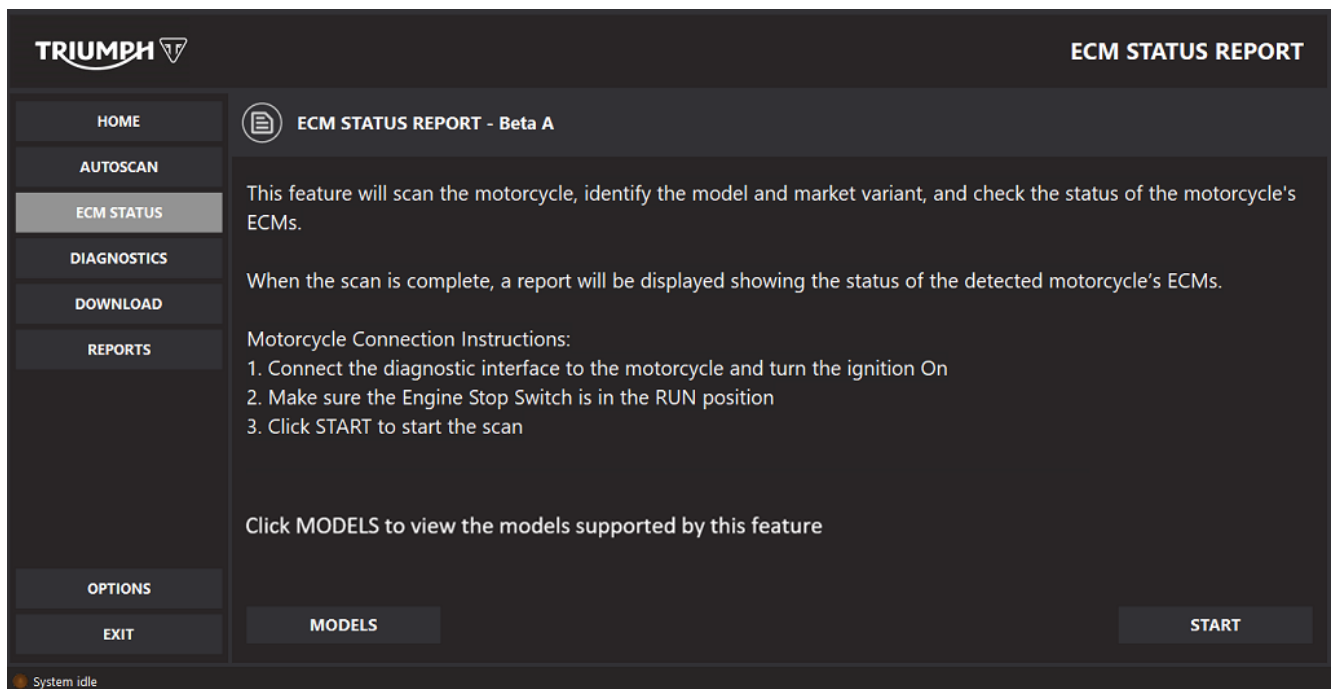 TRIUMPH
ECM STATUS REPORT
HOME
AUTOSCAN
ECM STATUS
DIAGNOSTICS
DOWNLOAD
REPORTS
OPTIONS
EXIT
ECM STATUS REPORT - Beta A
This feature will scan the motorcycle, identify the model and market variant, and check the status of the motorcycle's
ECMs.
When the scan is complete, a report will be displayed showing the status of the detected motorcycle’s ECMs.
Motorcycle Connection Instructions:
1. Connect the diagnostic interface to the motorcycle and turn the ignition On
2. Make sure the Engine Stop Switch is in the RUN position
3. Click START to start the scan
Click MODELS to view the models supported by this feature
MODELS
START
System idle